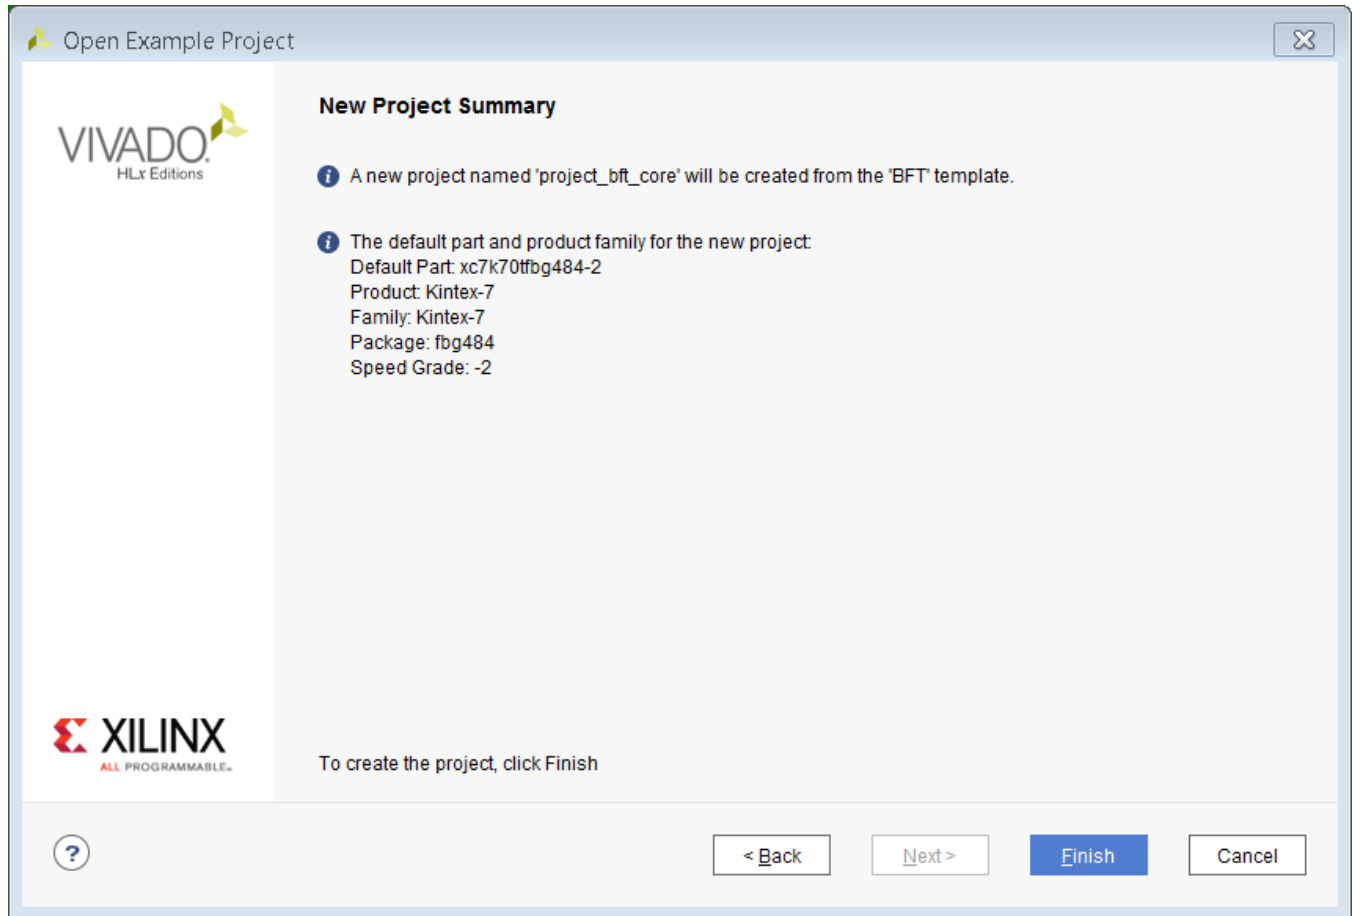 Open Example Project
VIVADO.
HLx Editions
New Project Summary
A new project named 'project_bft_core' will be created from the 'BFT' template.
The default part and product family for the new project:
Default Part: xc7k70tfbg484-2
Product: Kintex-7
Family: Kintex-7
Package: fbg484
Speed Grade: -2
XILINX
ALL PROGRAMMABLE™
To create the project, click Finish
?
< Back
Next >
Finish
Cancel